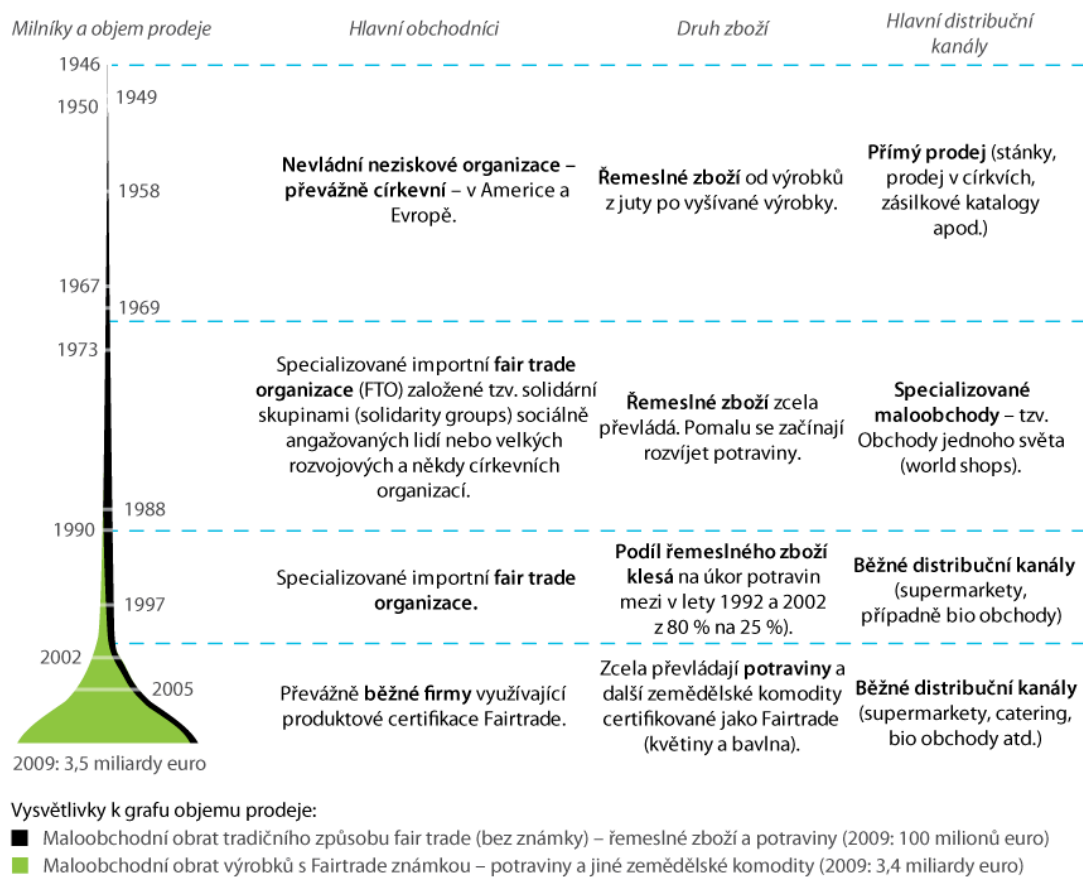 Milníky a objem prodeje
Hlavní obchodníci
Druh zboží
Hlavní distribuční
kanály
1946
1949
1950
1958
1967
1969
Nevládní neziskové organizace –
převážně církevní – v Americe a
Evropě.
Řemeslné zboží od výrobků
z juty po vyšívané výrobky.
Přímý prodej (stánky,
prodej v církvích,
zásilkové katalogy
apod.)
1973
1988
1990
Specializované importní fair trade
organizace (FTO) založené tzv. solidární
skupinami (solidarity groups) sociálně
angažovaných lidí nebo velkých
rozvojových a někdy církevních
organizací.
Řemeslné zboží zcela
převládá. Pomalu se začínají
rozvíjet potraviny.
Specializované
maloobchody – tzv.
Obchody jednoho světa
(world shops).
1997
Specializované importní fair trade
organizace.
Podíl řemeslného zboží
klesá na úkor potravin
mezi v lety 1992 a 2002
z 80 % na 25 %).
Běžné distribuční kanály
(supermarkety,
případně bio obchody)
2002
2005
Převážně běžné firmy využívající
produktové certifikace Fairtrade.
Zcela převládají potraviny a
další zemědělské komodity
certifikované jako Fairtrade
(květiny a bavlna).
Běžné distribuční kanály
(supermarkety, catering,
bio obchody atd.)
2009: 3,5 miliardy euro
Vysvětlivky k grafu objemu prodeje:
Maloobchodní obrat tradičního způsobu fair trade (bez známky) – řemeslné zboží a potraviny (2009: 100 milionů euro)
Maloobchodní obrat výrobků s Fairtrade známkou – potraviny a jiné zemědělské komodity (2009: 3,4 miliardy euro)